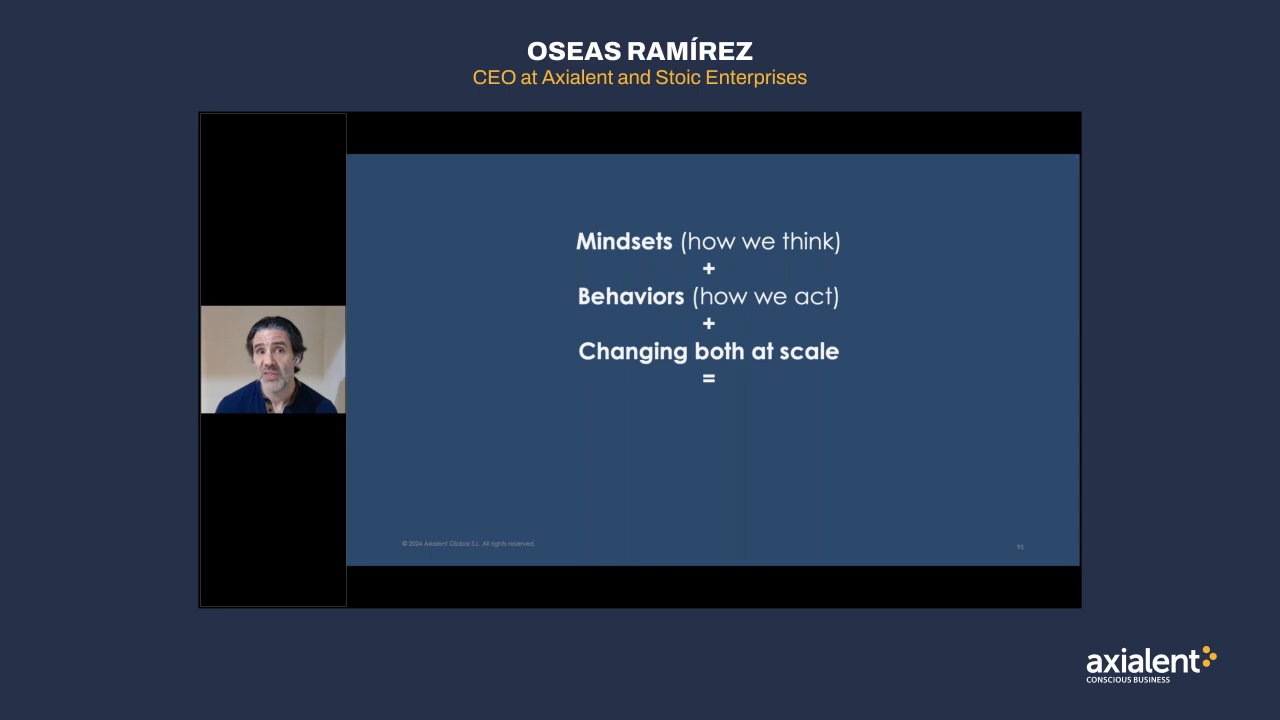 OSEAS RAMÍREZ
CEO at Axialent and Stoic Enterprises
Mindsets (how we think)
+
Behaviors (how we act)
+
Changing both at scale
=
© 2024 Axialent Global S.L. All rights reserved.
95
axialent
CONSCIOUS BUSINESS